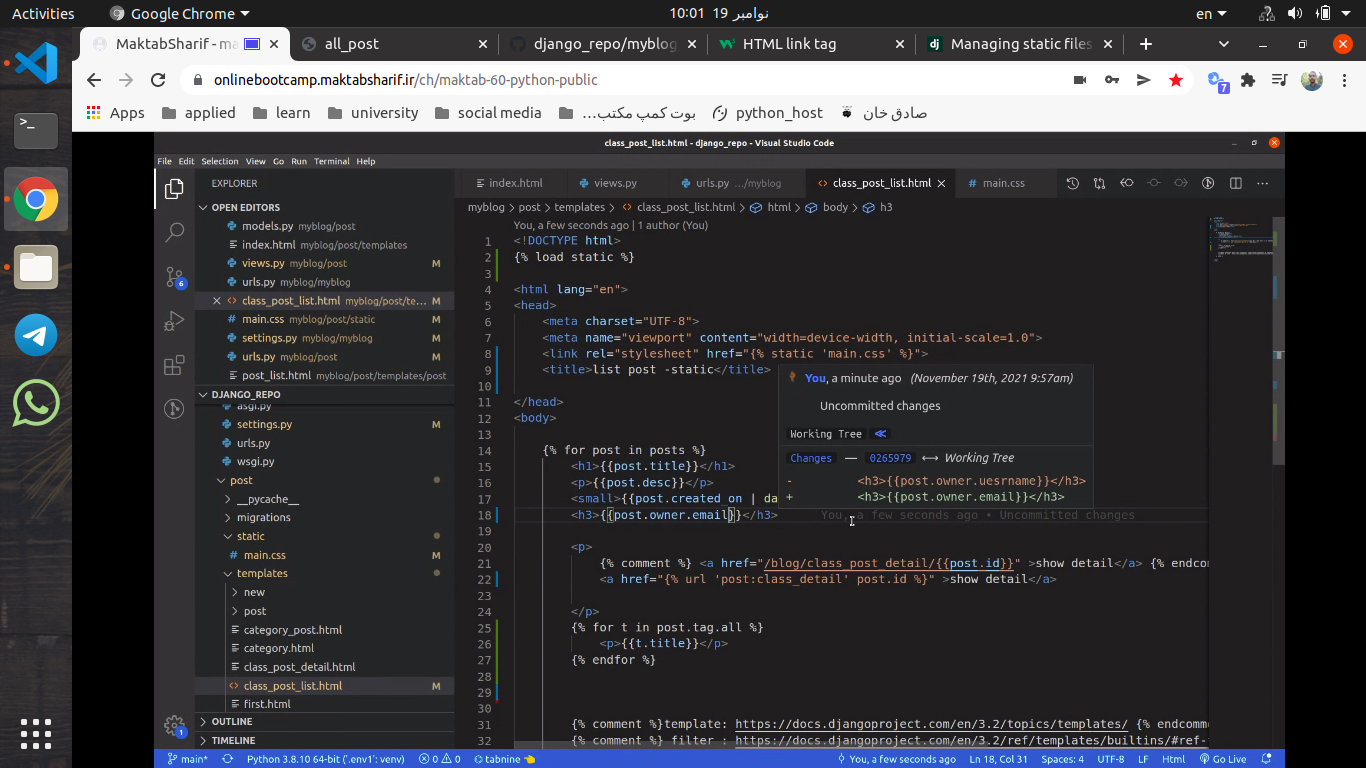 Activities
Google Chrome
10:01 19 نوامبر
en
MaktabSharif - ma
all_post
django_repo/myblog
HTML link tag
Managing static files
onlinebootcamp.maktabsharif.ir/ch/maktab-60-python-public
7
Apps
applied
learn
university
social media
بوت کمپ مکتب...
python_host
صادق خان
class_post_list.html - django_repo - Visual Studio Code
File Edit Selection View Go Run Terminal Help
EXPLORER
OPEN EDITORS
models.py myblog/post
index.html myblog/post/templates
views.py myblog/post M
urls.py myblog/myblog
class_post_list.html myblog/post/te... M
main.css myblog/post/static M
settings.py myblog/myblog M
urls.py myblog/post M
post_list.html myblog/post/templates/post
6
DJANGO_REPO
asgi.py
settings.py M
urls.py
wsgi.py
post
__pycache__
migrations
static
main.css M
templates
new
post
category_post.html
category.html
class_post_detail.html
class_post_list.html M
first.html
OUTLINE
TIMELINE
1
index.html
views.py
urls.py .../myblog
class_post_list.html
main.css
myblog > post > templates > class_post_list.html > html > body > h3
You, a few seconds ago | 1 author (You)
1 <!DOCTYPE html>
2 {% load static %}
3
4 <html lang="en">
5 <head>
6 <meta charset="UTF-8">
7 <meta name="viewport" content="width=device-width, initial-scale=1.0">
8 <link rel="stylesheet" href="{% static 'main.css' %}">
9 <title>list post -static</title>
10
11 </head>
12 <body>
13
14 {% for post in posts %}
15 <h1>{{post.title}}</h1>
16 <p>{{post.desc}}</p>
17 <small>{{post.created_on | da
18 <h3>{{post.owner.email}}</h3> You, a few seconds ago • Uncommitted changes
19
20 <p>
21 {% comment %} <a href="/blog/class_post_detail/{{post.id}}" >show detail</a> {% endcom
22 <a href="{% url 'post:class_detail' post.id %}" >show detail</a>
23
24 </p>
25 {% for t in post.tag.all %}
26 <p>{{t.title}}</p>
27 {% endfor %}
28
29
30
31 {% comment %}template: https://docs.djangoproject.com/en/3.2/topics/templates/ {% endcomme
32 {% comment %} filter : https://docs.djangoproject.com/en/3.2/ref/templates/builtins/#ref-
You, a minute ago (November 19th, 2021 9:57am)
Uncommitted changes
Working Tree
Changes — 0265979 ⟷ Working Tree
- <h3>{{post.owner.uesrname}}</h3>
+ <h3>{{post.owner.email}}</h3>
main*
Python 3.8.10 64-bit ('.env1': venv)
0 0
tabnine
You, a few seconds ago
Ln 18, Col 31
Spaces: 4
UTF-8
LF
Html
Go Live